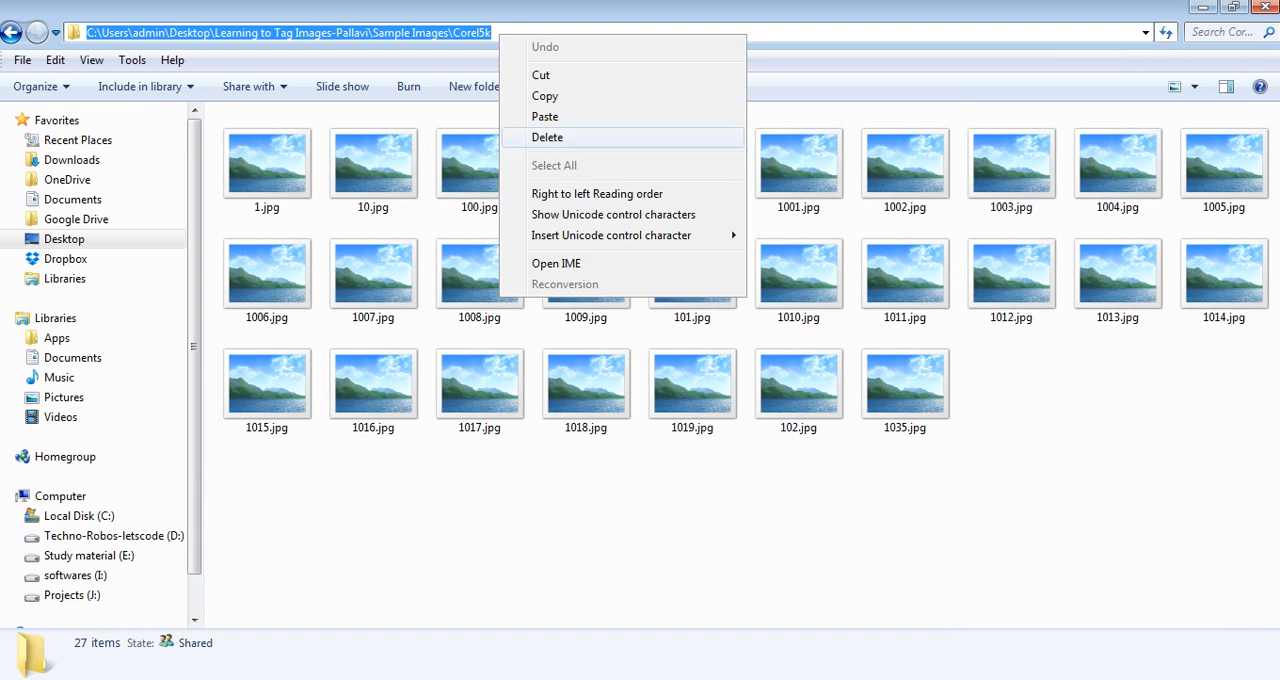 C:\Users\admin\Desktop\Learning to Tag Images-Pallavi\Sample Images\Corel5k
Search Cor...
File Edit View Tools Help
Organize Include in library Share with Slide show Burn New folde
Undo
Cut
Copy
Paste
Delete
Select All
Right to left Reading order
Show Unicode control characters
Insert Unicode control character
Open IME
Reconversion
Favorites
Recent Places
Downloads
OneDrive
Documents
Google Drive
Desktop
Dropbox
Libraries
Libraries
Apps
Documents
Music
Pictures
Videos
Homegroup
Computer
Local Disk (C:)
Techno-Robos-letscode (D:)
Study material (E:)
softwares (I:)
Projects (J:)
1.jpg 10.jpg 100.jpg 1001.jpg 1002.jpg 1003.jpg 1004.jpg 1005.jpg
1006.jpg 1007.jpg 1008.jpg 1009.jpg 101.jpg 1010.jpg 1011.jpg 1012.jpg 1013.jpg 1014.jpg
1015.jpg 1016.jpg 1017.jpg 1018.jpg 1019.jpg 102.jpg 1035.jpg
27 items State: Shared